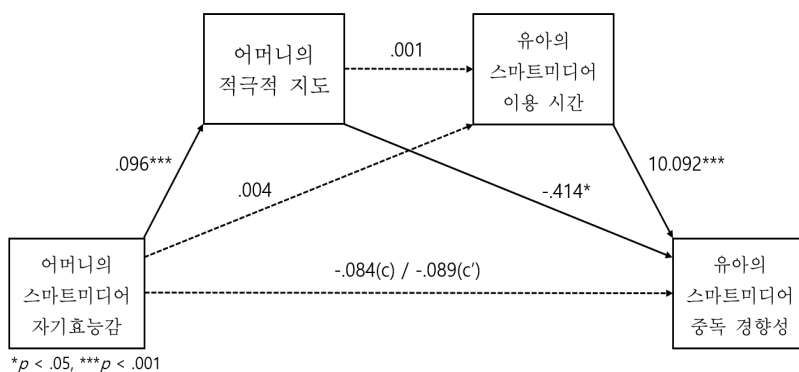 어머니의
적극적 지도
.001
유아의
스마트미디어
이용 시간
.096***
.004
-.414*
10.092***
어머니의
스마트미디어
자기효능감
-.084(c) / -.089(c′)
유아의
스마트미디어
중독 경향성
*p < .05, ***p < .001